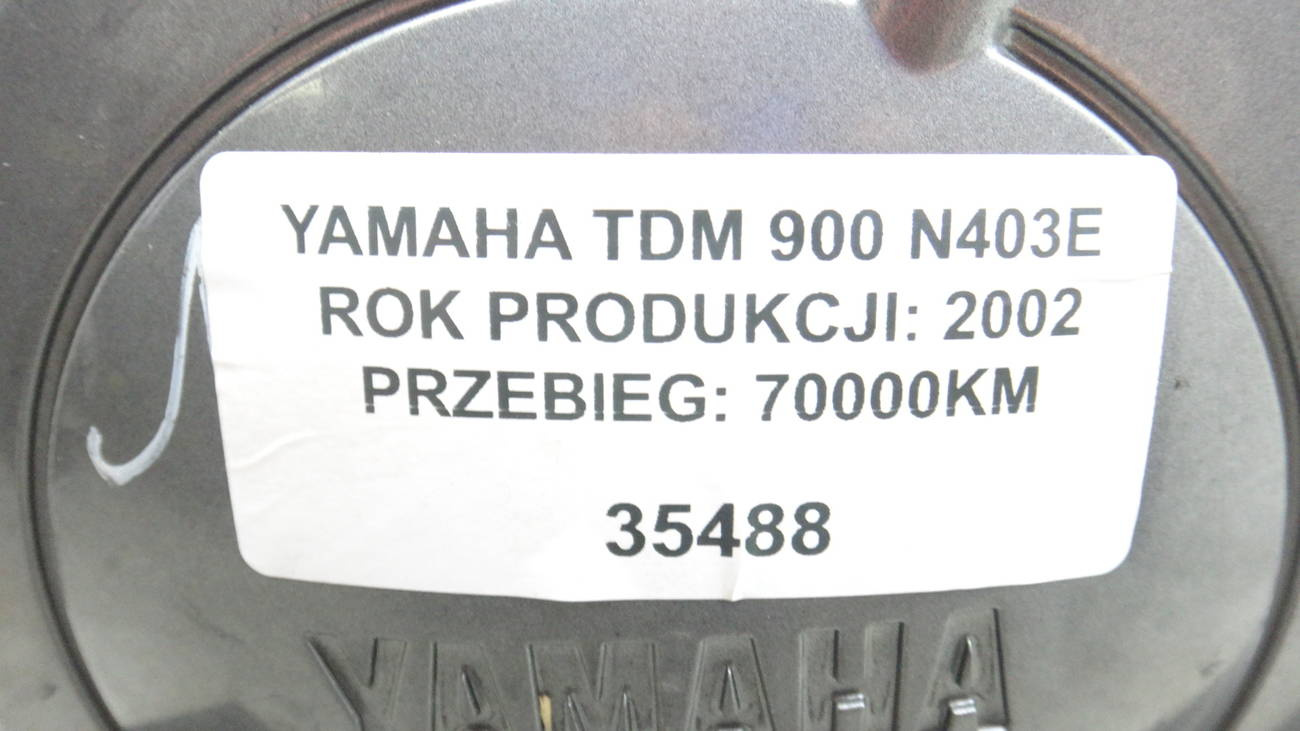 YAMAHA TDM 900 N403E
ROK PRODUKCJI: 2002
PRZEBIEG: 70000KM
35488
YAMAHA